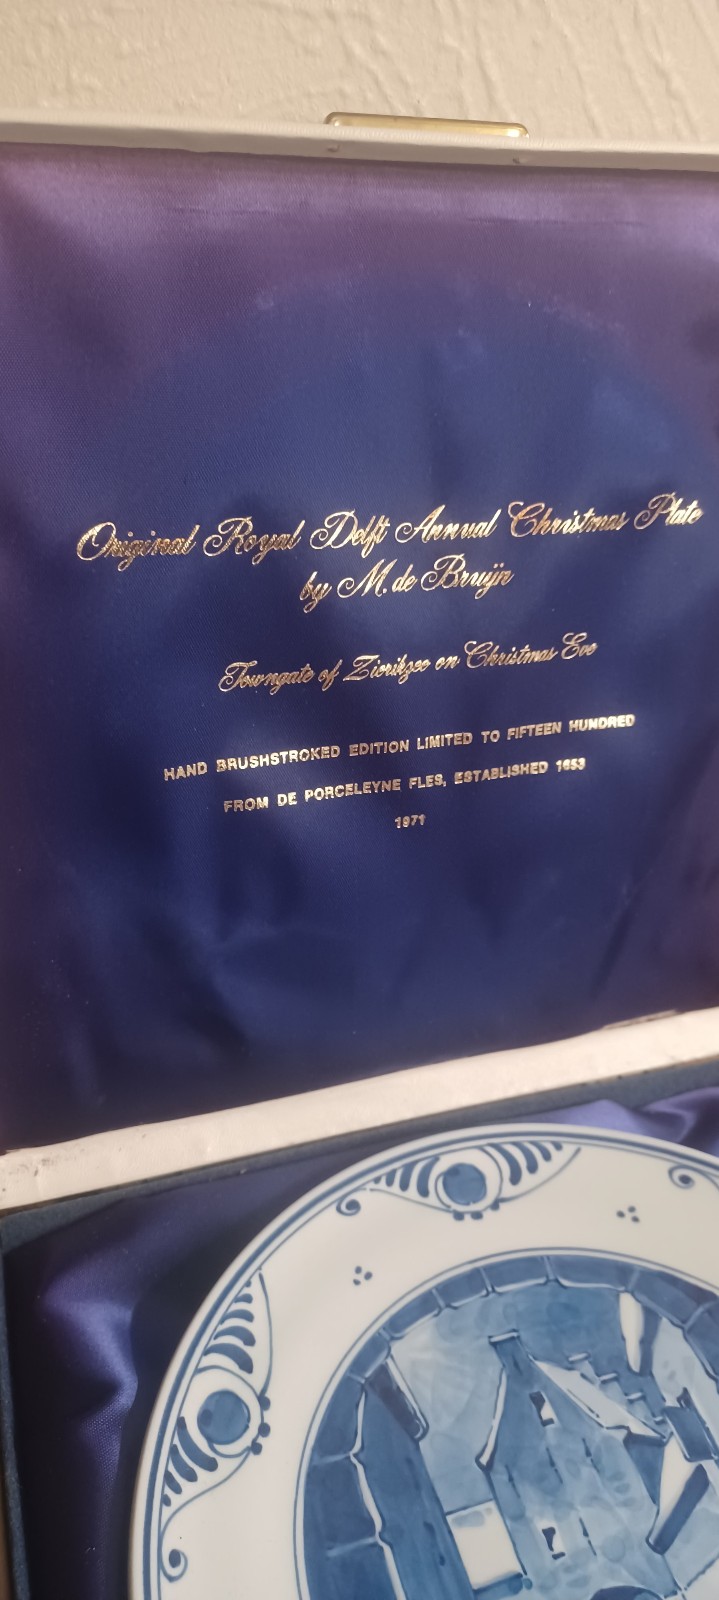 Original Royal Delft Annual Christmas Plate
by M. de Bruijn
Towngate of Zierikzee on Christmas Eve
HAND BRUSHSTROKED EDITION LIMITED TO FIFTEEN HUNDRED
FROM DE PORCELEYNE FLES, ESTABLISHED 1653
1971